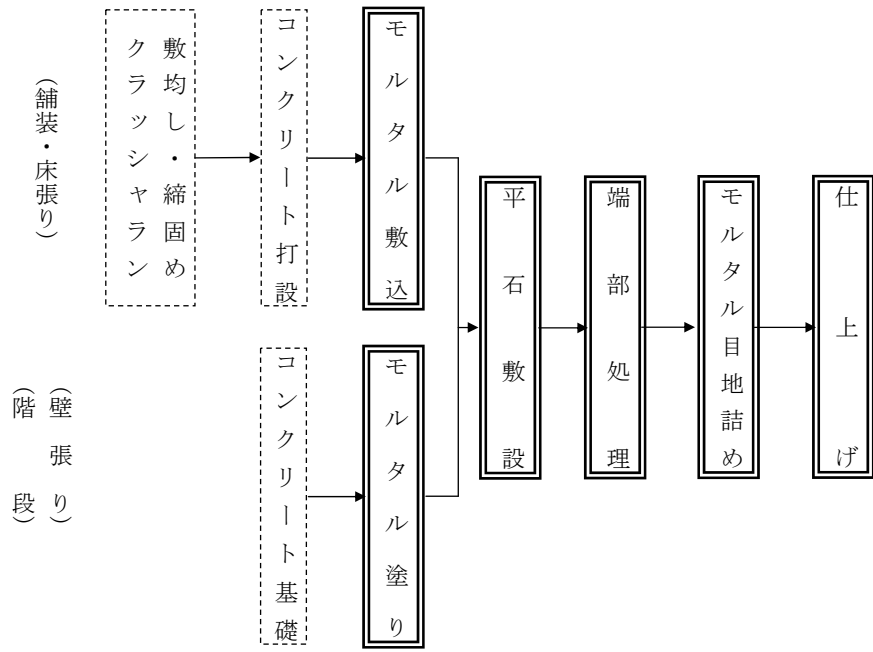 （舗装・床張り）
クラッシャラン
敷均し・締固め
コンクリート打設
モルタル敷込
（壁張り）
（階段）
コンクリート基礎
モルタル塗り
平石敷設
端部処理
モルタル目地詰め
仕上げ